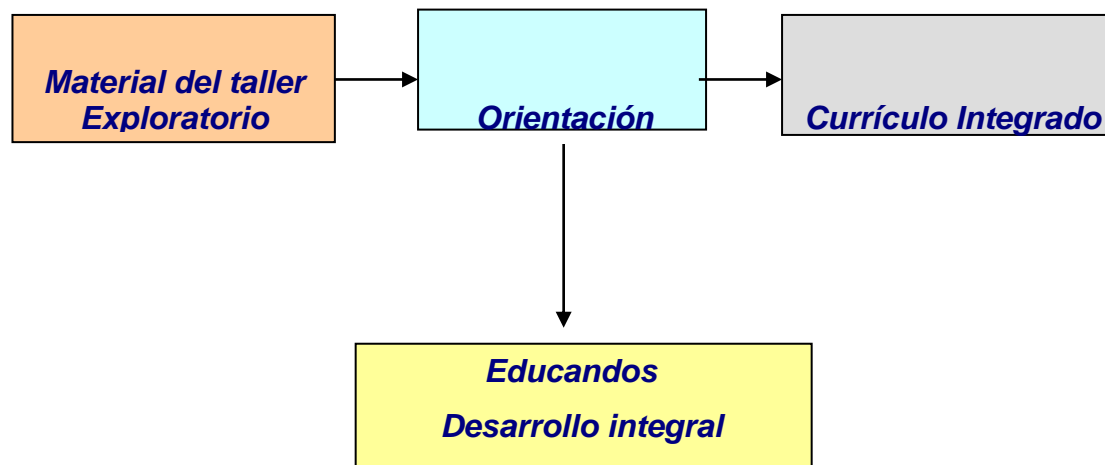 Material del taller
Exploratorio
Orientación
Currículo Integrado
Educandos
Desarrollo integral